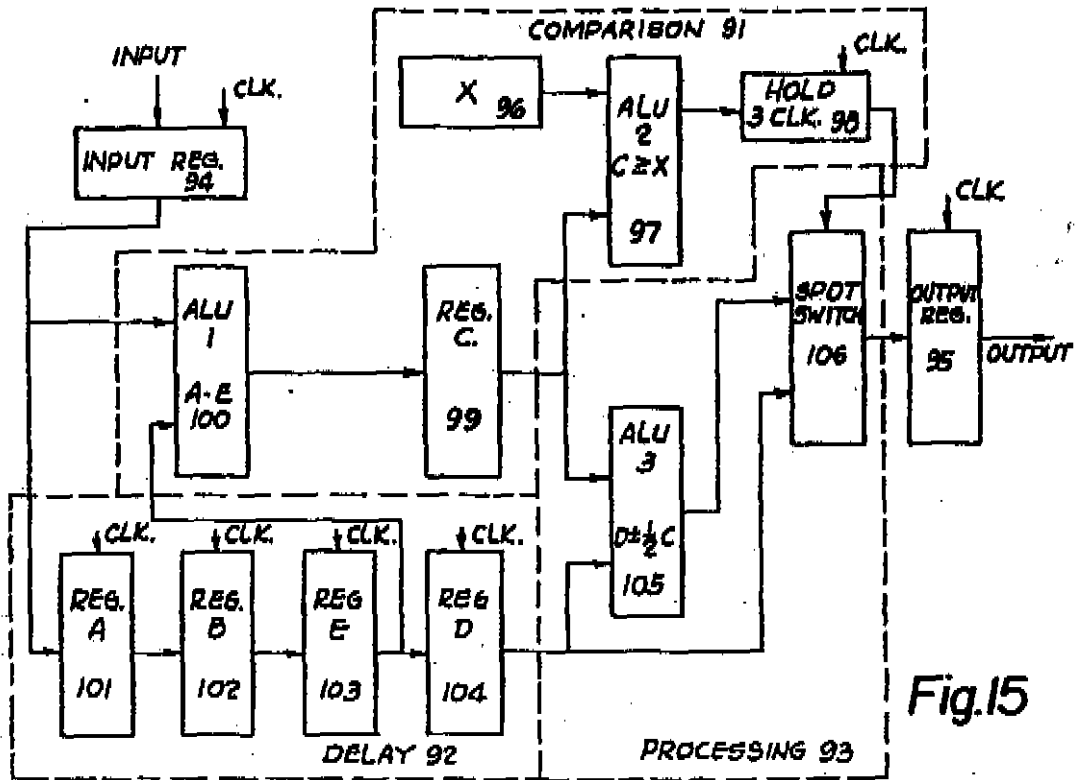 COMPARISON 91
INPUT
CLK.
INPUT REG.
94
X
96
ALU
2
C ≥ X
97
CLK.
HOLD
3 CLK. 98
ALU
1
A-E
100
REG.
C.
99
CLK.
SPOT
SWITCH
106
OUTPUT
REG.
95
OUTPUT
ALU
3
D±½C
105
CLK.
REG.
A
101
CLK.
REG.
B
102
CLK.
REG
E
103
CLK.
REG
D
104
DELAY 92
PROCESSING 93
Fig.15